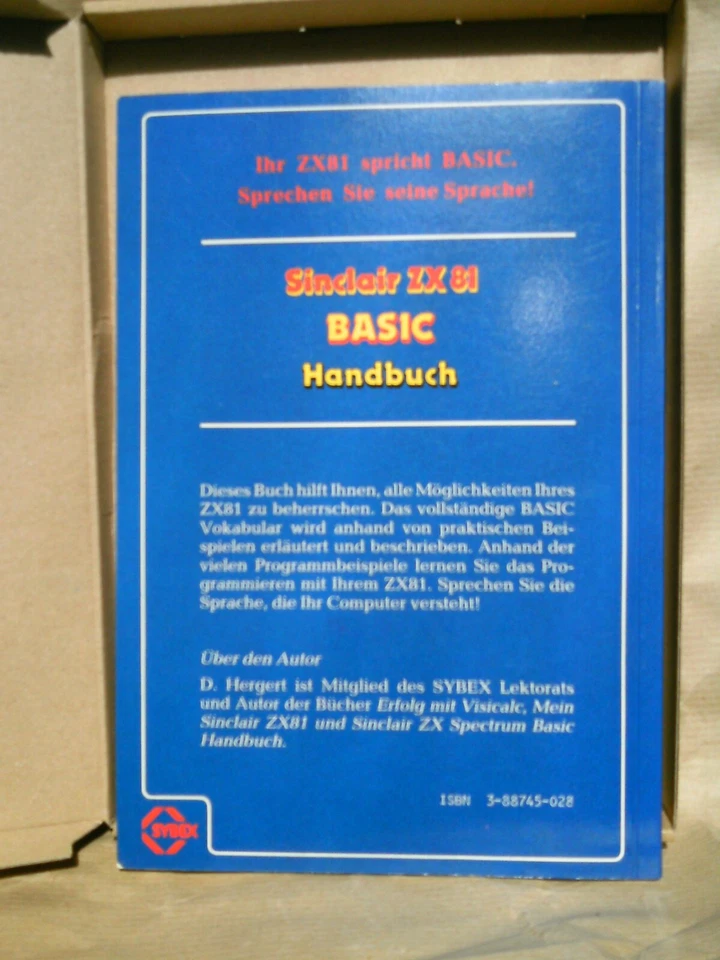 Ihr ZX81 spricht BASIC.
Sprechen Sie seine Sprache!
Sinclair ZX81
BASIC
Handbuch
Dieses Buch hilft Ihnen, alle Möglichkeiten Ihres
ZX81 zu beherrschen. Das vollständige BASIC
Vokabular wird anhand von praktischen Bei-
spielen erläutert und beschrieben. Anhand der
vielen Programmbeispiele lernen Sie das Pro-
grammieren mit Ihrem ZX81. Sprechen Sie die
Sprache, die Ihr Computer versteht!
Über den Autor
D. Hergert ist Mitglied des SYBEX Lektorats
und Autor der Bücher Erfolg mit Visicalc, Mein
Sinclair ZX81 und Sinclair ZX Spectrum Basic
Handbuch.
ISBN 3-88745-028
SYBEX